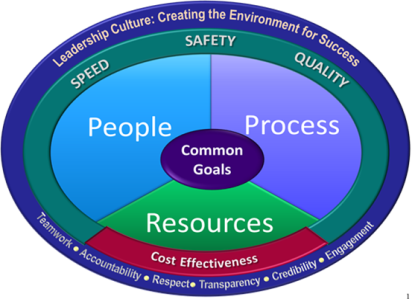 Leadership Culture: Creating the Environment for Success
SPEED
SAFETY
QUALITY
People
Process
Common
Goals
Resources
Cost Effectiveness
Teamwork • Accountability • Respect • Transparency • Credibility • Engagement
1